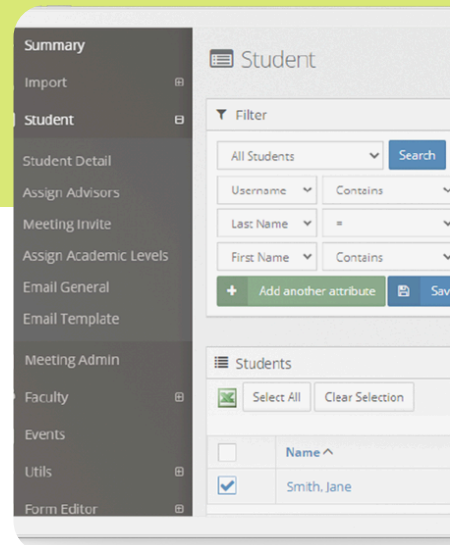 Summary
Import
Student
Student Detail
Assign Advisors
Meeting Invite
Assign Academic Levels
Email General
Email Template
Meeting Admin
Faculty
Events
Utils
Form Editor
Student
Filter
All Students Search
Username Contains
Last Name =
First Name Contains
+ Add another attribute Sav
Students
Select All Clear Selection
Name
Smith, Jane